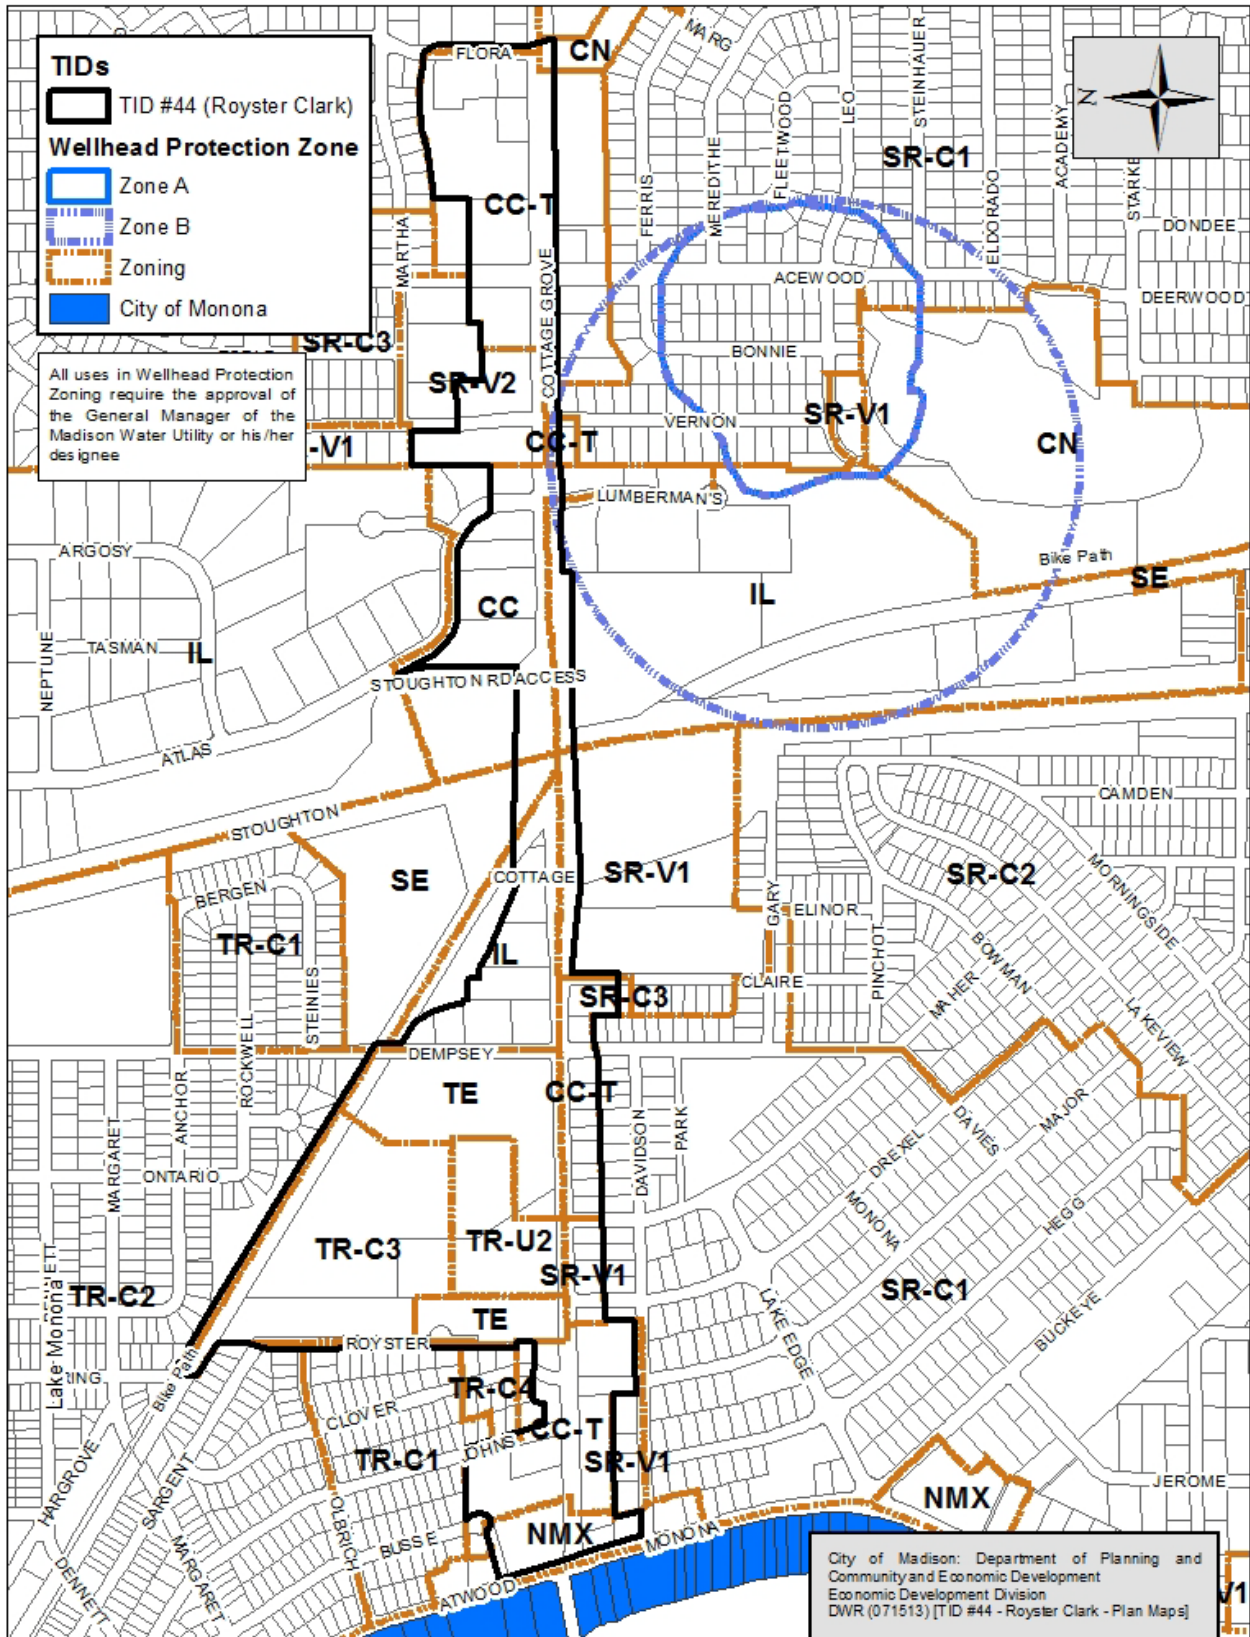 TIDs
TID #44 (Royster Clark)
Wellhead Protection Zone
Zone A
Zone B
Zoning
City of Monona
All uses in Wellhead Protection
Zoning require the approval of
the General Manager of the
Madison Water Utility or his/her
designee
N
FLORA
CN
MARG
STEINHAUER
LEO
FLEETWOOD
MEREDITHE
FERRIS
SR-C1
ACADEMY
STARKE
ELDORADO
DONDEE
CC-T
MARTHA
COTTAGE GROVE
ACEWOOD
DEERWOOD
SR-C3
BONNIE
SR-V2
VERNON
SR-V1
-V1
CC-T
CN
LUMBERMAN'S
ARGOSY
Bike Path
SE
IL
CC
NEPTUNE
TASMAN
IL
STOUGHTON RD ACCESS
ATLAS
STOUGHTON
CAMDEN
SE
COTTAGE
SR-V1
SR-C2
MORNINGSIDE
BERGEN
GARY
ELINOR
TR-C1
IL
STEINIES
PINCHOT
BOWMAN
CLAIRE
MAHER
SR-C3
ROCKWELL
LAKEVIEW
DEMPSEY
TE
CC-T
ANCHOR
MARGARET
DAVIDSON
PARK
DAVIES
MAJOR
DREXEL
ONTARIO
MONONA
HEGG
TR-C3
TR-U2
SR-V1
TR-C2
Lake Monona
SR-C1
LAKE EDGE
BUCKEYE
TE
ROYSTER
RING
Bike Path
TR-C4
CLOVER
CC-T
JOHNS
TR-C1
SR-V1
HARGROVE
SARGENT
OLBRICH
BUSSE
NMX
NMX
JEROME
MONONA
MARGARET
DENNETT
ATWOOD
V1
City of Madison: Department of Planning and
Community and Economic Development
Economic Development Division
DWR (071513) [TID #44 - Royster Clark - Plan Maps]